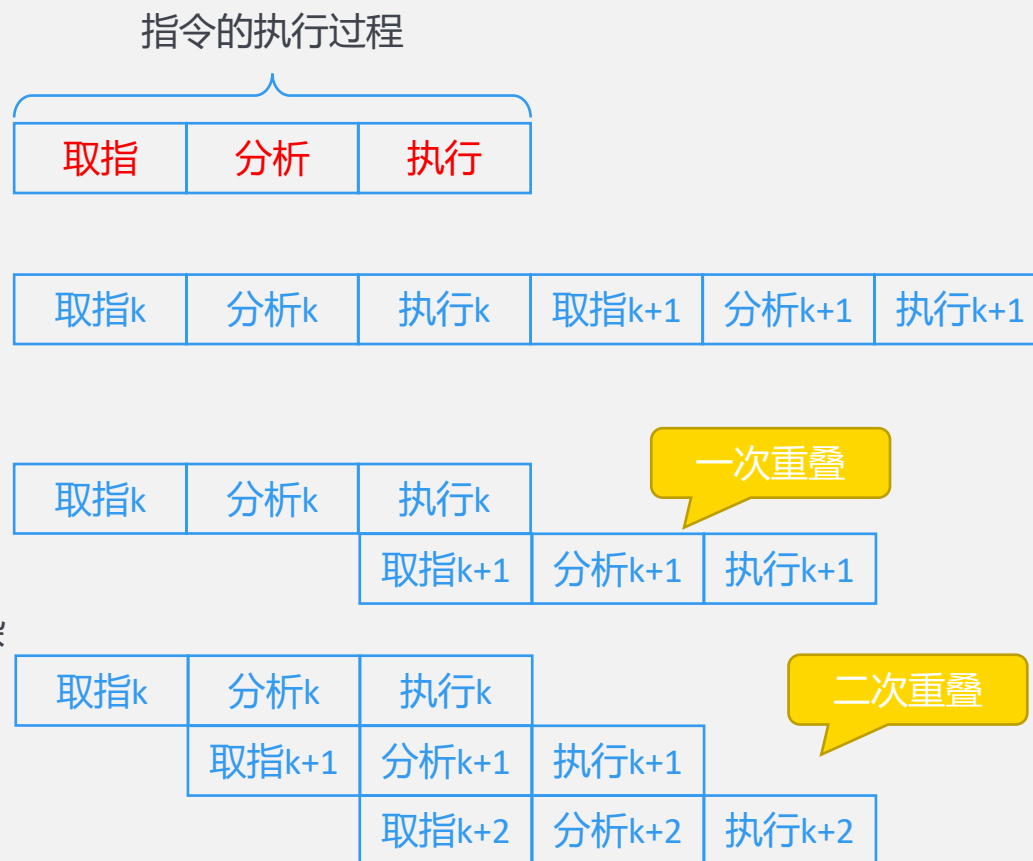 指令的执行过程
取指 分析 执行
取指k 分析k 执行k 取指k+1 分析k+1 执行k+1
一次重叠
取指k 分析k 执行k
取指k+1 分析k+1 执行k+1
二次重叠
取指k 分析k 执行k
取指k+1 分析k+1 执行k+1
取指k+2 分析k+2 执行k+2